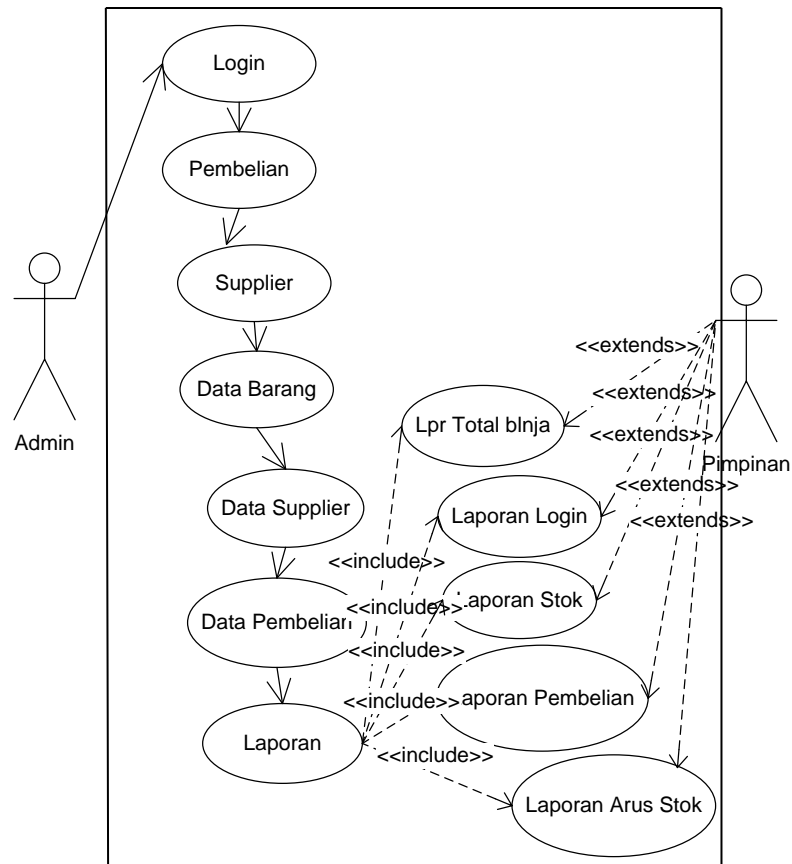 Login
Pembelian
Supplier
Data Barang
Data Supplier
Data Pembelian
Laporan
Admin
Lpr Total blnja
Laporan Login
Laporan Stok
aporan Pembelian
Laporan Arus Stok
<<include>>
<<include>>
<<include>>
<<include>>
<<include>>
<<extends>>
<<extends>>
<<extends>>
<<extends>>
<<extends>>
Pimpinan